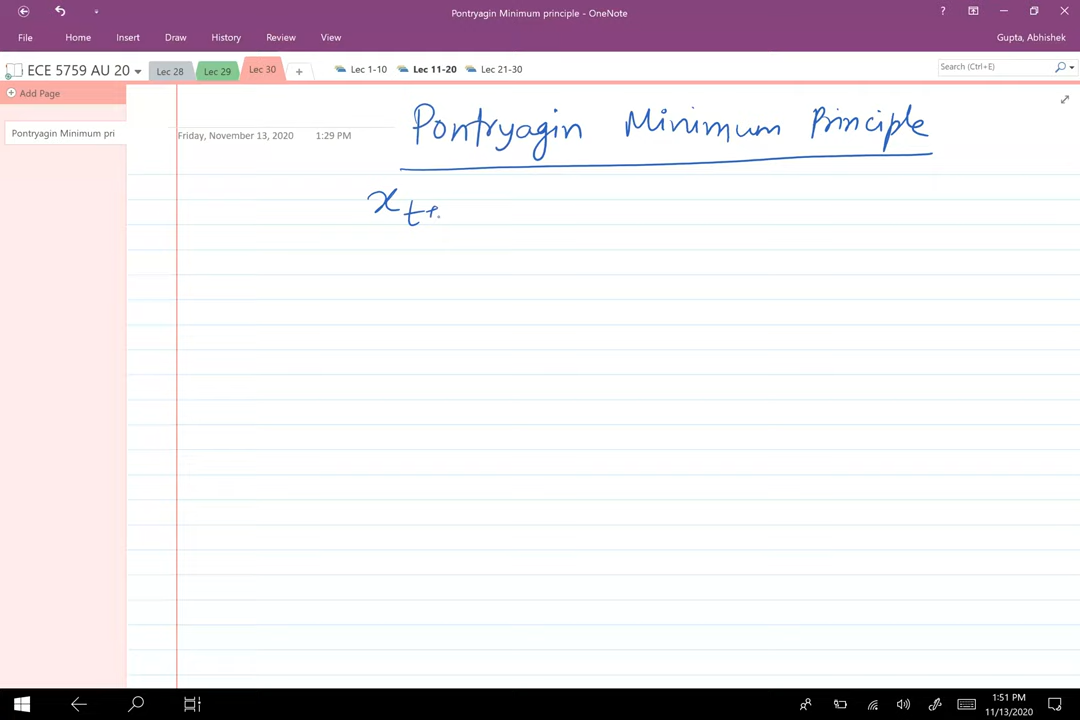 Pontryagin Minimum principle - OneNote
?
File Home Insert Draw History Review View
Gupta, Abhishek
ECE 5759 AU 20 Lec 28 Lec 29 Lec 30 + Lec 1-10 Lec 11-20 Lec 21-30
Search (Ctrl+E)
Add Page
Pontryagin Minimum pri
Friday, November 13, 2020 1:29 PM
Pontryagin Minimum Principle
x t+
1:51 PM
11/13/2020